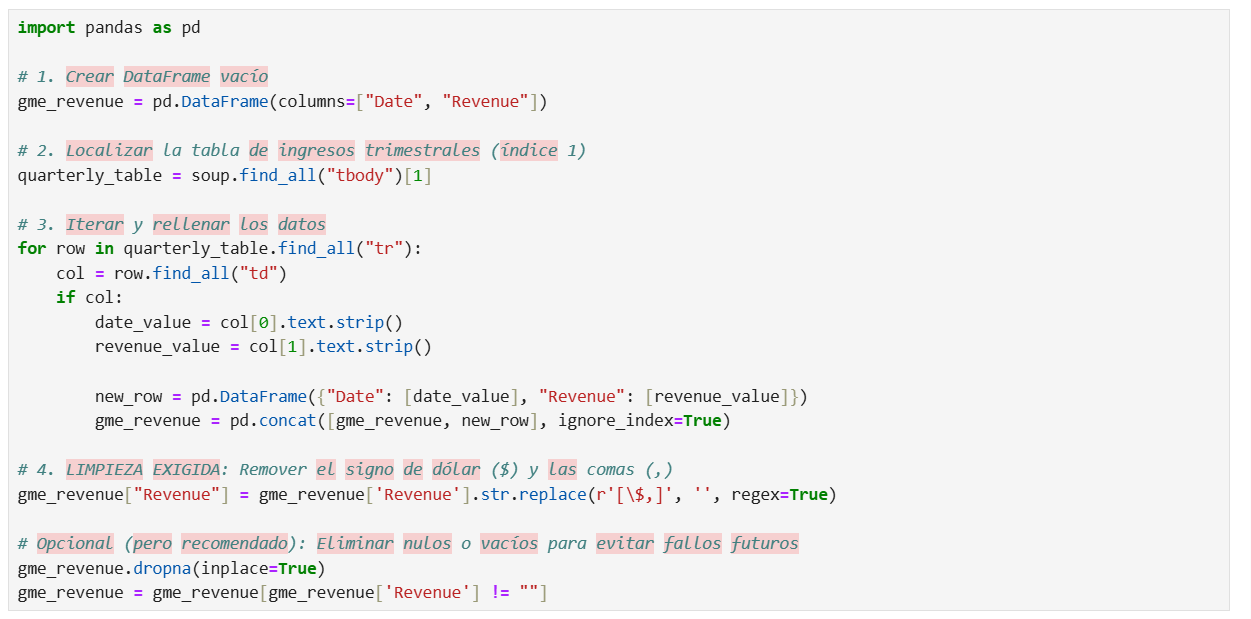 import pandas as pd
# 1. Crear DataFrame vacío
gme_revenue = pd.DataFrame(columns=["Date", "Revenue"])
# 2. Localizar la tabla de ingresos trimestrales (índice 1)
quarterly_table = soup.find_all("tbody")[1]
# 3. Iterar y rellenar los datos
for row in quarterly_table.find_all("tr"):
    col = row.find_all("td")
    if col:
        date_value = col[0].text.strip()
        revenue_value = col[1].text.strip()
        new_row = pd.DataFrame({"Date": [date_value], "Revenue": [revenue_value]})
        gme_revenue = pd.concat([gme_revenue, new_row], ignore_index=True)
# 4. LIMPIEZA EXIGIDA: Remover el signo de dólar ($) y las comas (,)
gme_revenue["Revenue"] = gme_revenue['Revenue'].str.replace(r'[\$,]', '', regex=True)
# Opcional (pero recomendado): Eliminar nulos o vacíos para evitar fallos futuros
gme_revenue.dropna(inplace=True)
gme_revenue = gme_revenue[gme_revenue['Revenue'] != ""]